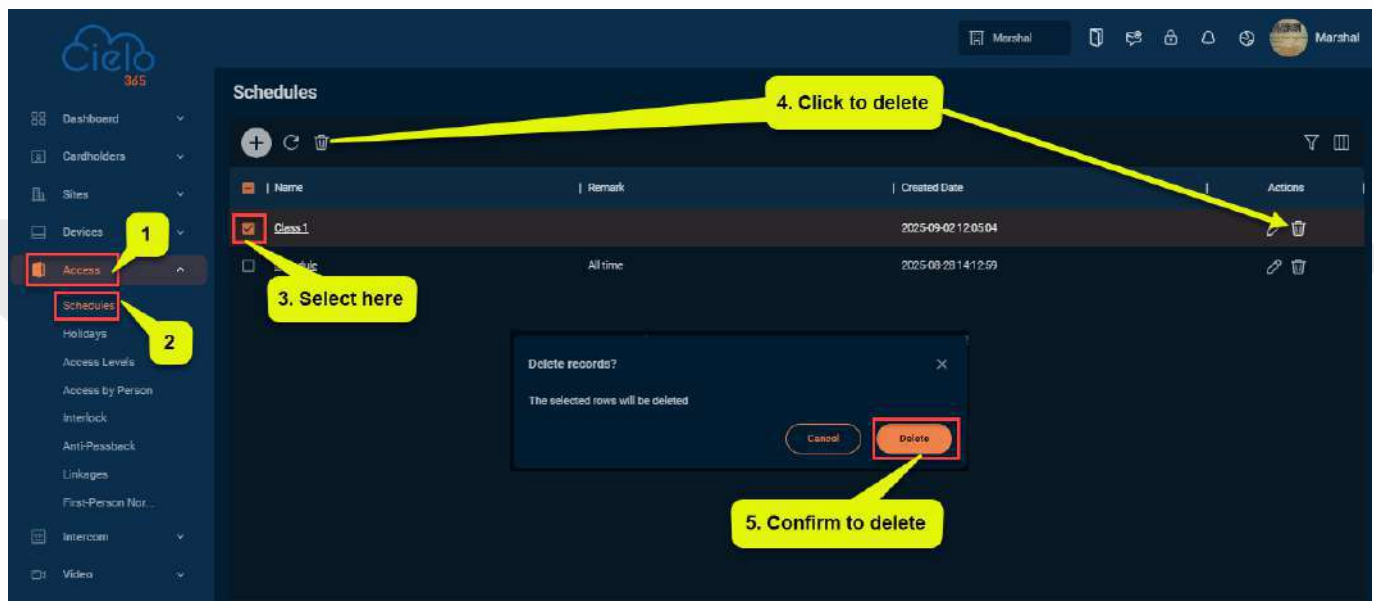 Cielo
365
Marshal
Marshal
Schedules
4. Click to delete
Dashboard
Cardholders
Sites
Devices
1
Access
Schedules
2
Holidays
Access Levels
Access by Person
Interlock
Anti-Passback
Linkages
First-Person Nor...
Intercom
Video
| Name | Remark | Created Date | Actions
Class 1 2025-09-02 12:05:04
All time 2025-08-28 14:12:59
3. Select here
Delete records?
The selected rows will be deleted
Cancel Delete
5. Confirm to delete